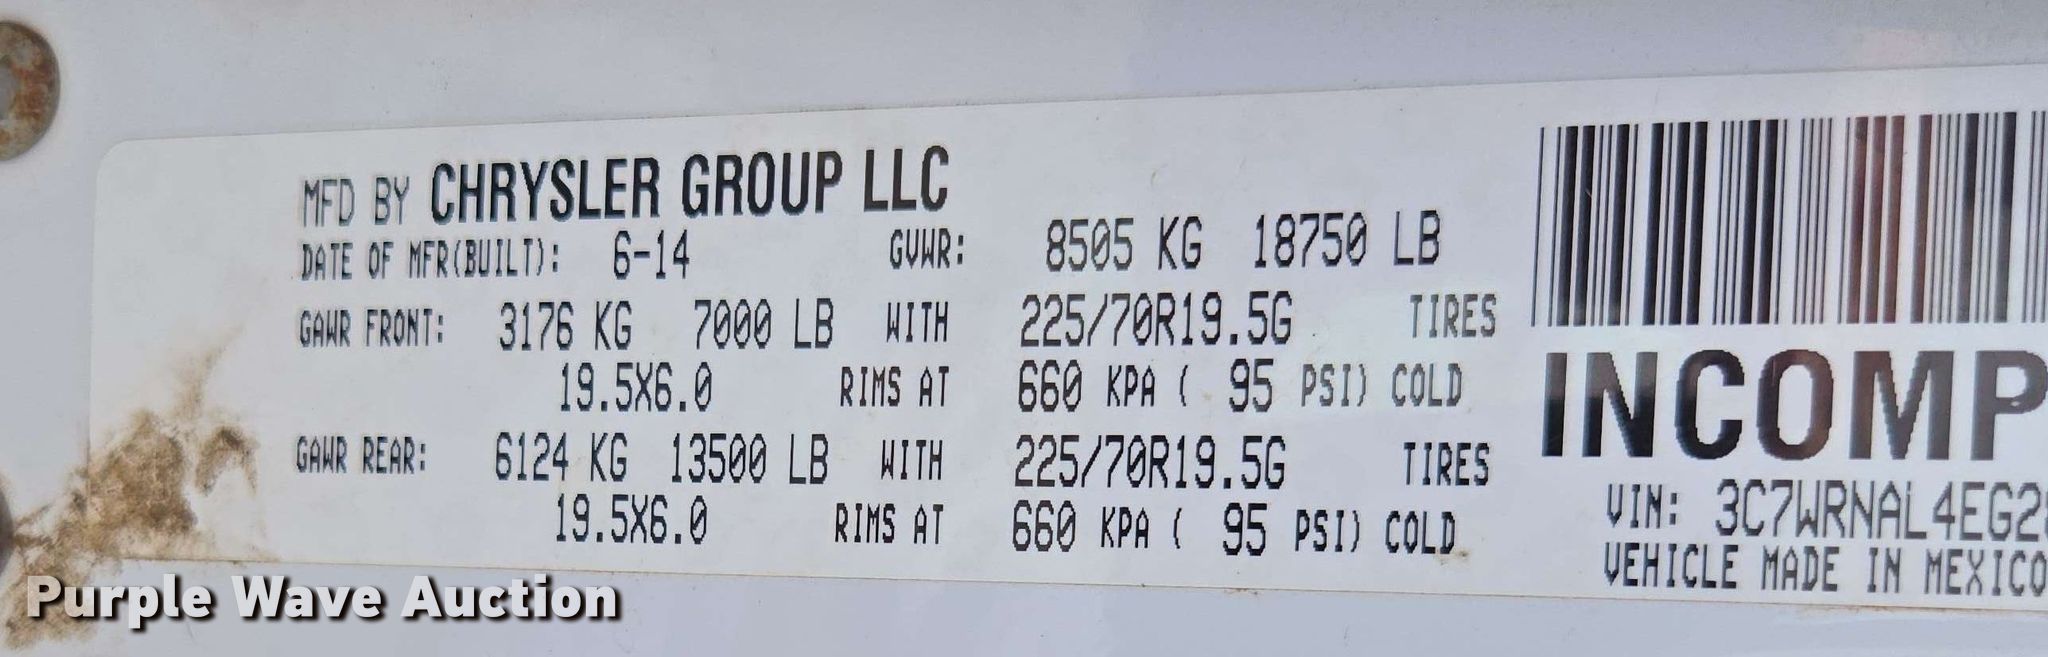 MFD BY CHRYSLER GROUP LLC
DATE OF MFR(BUILT): 6-14 GVWR: 8505 KG 18750 LB
GAWR FRONT: 3176 KG 7000 LB WITH 225/70R19.5G TIRES
19.5X6.0 RIMS AT 660 KPA ( 95 PSI) COLD
GAWR REAR: 6124 KG 13500 LB WITH 225/70R19.5G TIRES
19.5X6.0 RIMS AT 660 KPA ( 95 PSI) COLD
INCOMP
VIN: 3C7WRNAL4EG2
VEHICLE MADE IN MEXICO
Purple Wave Auction